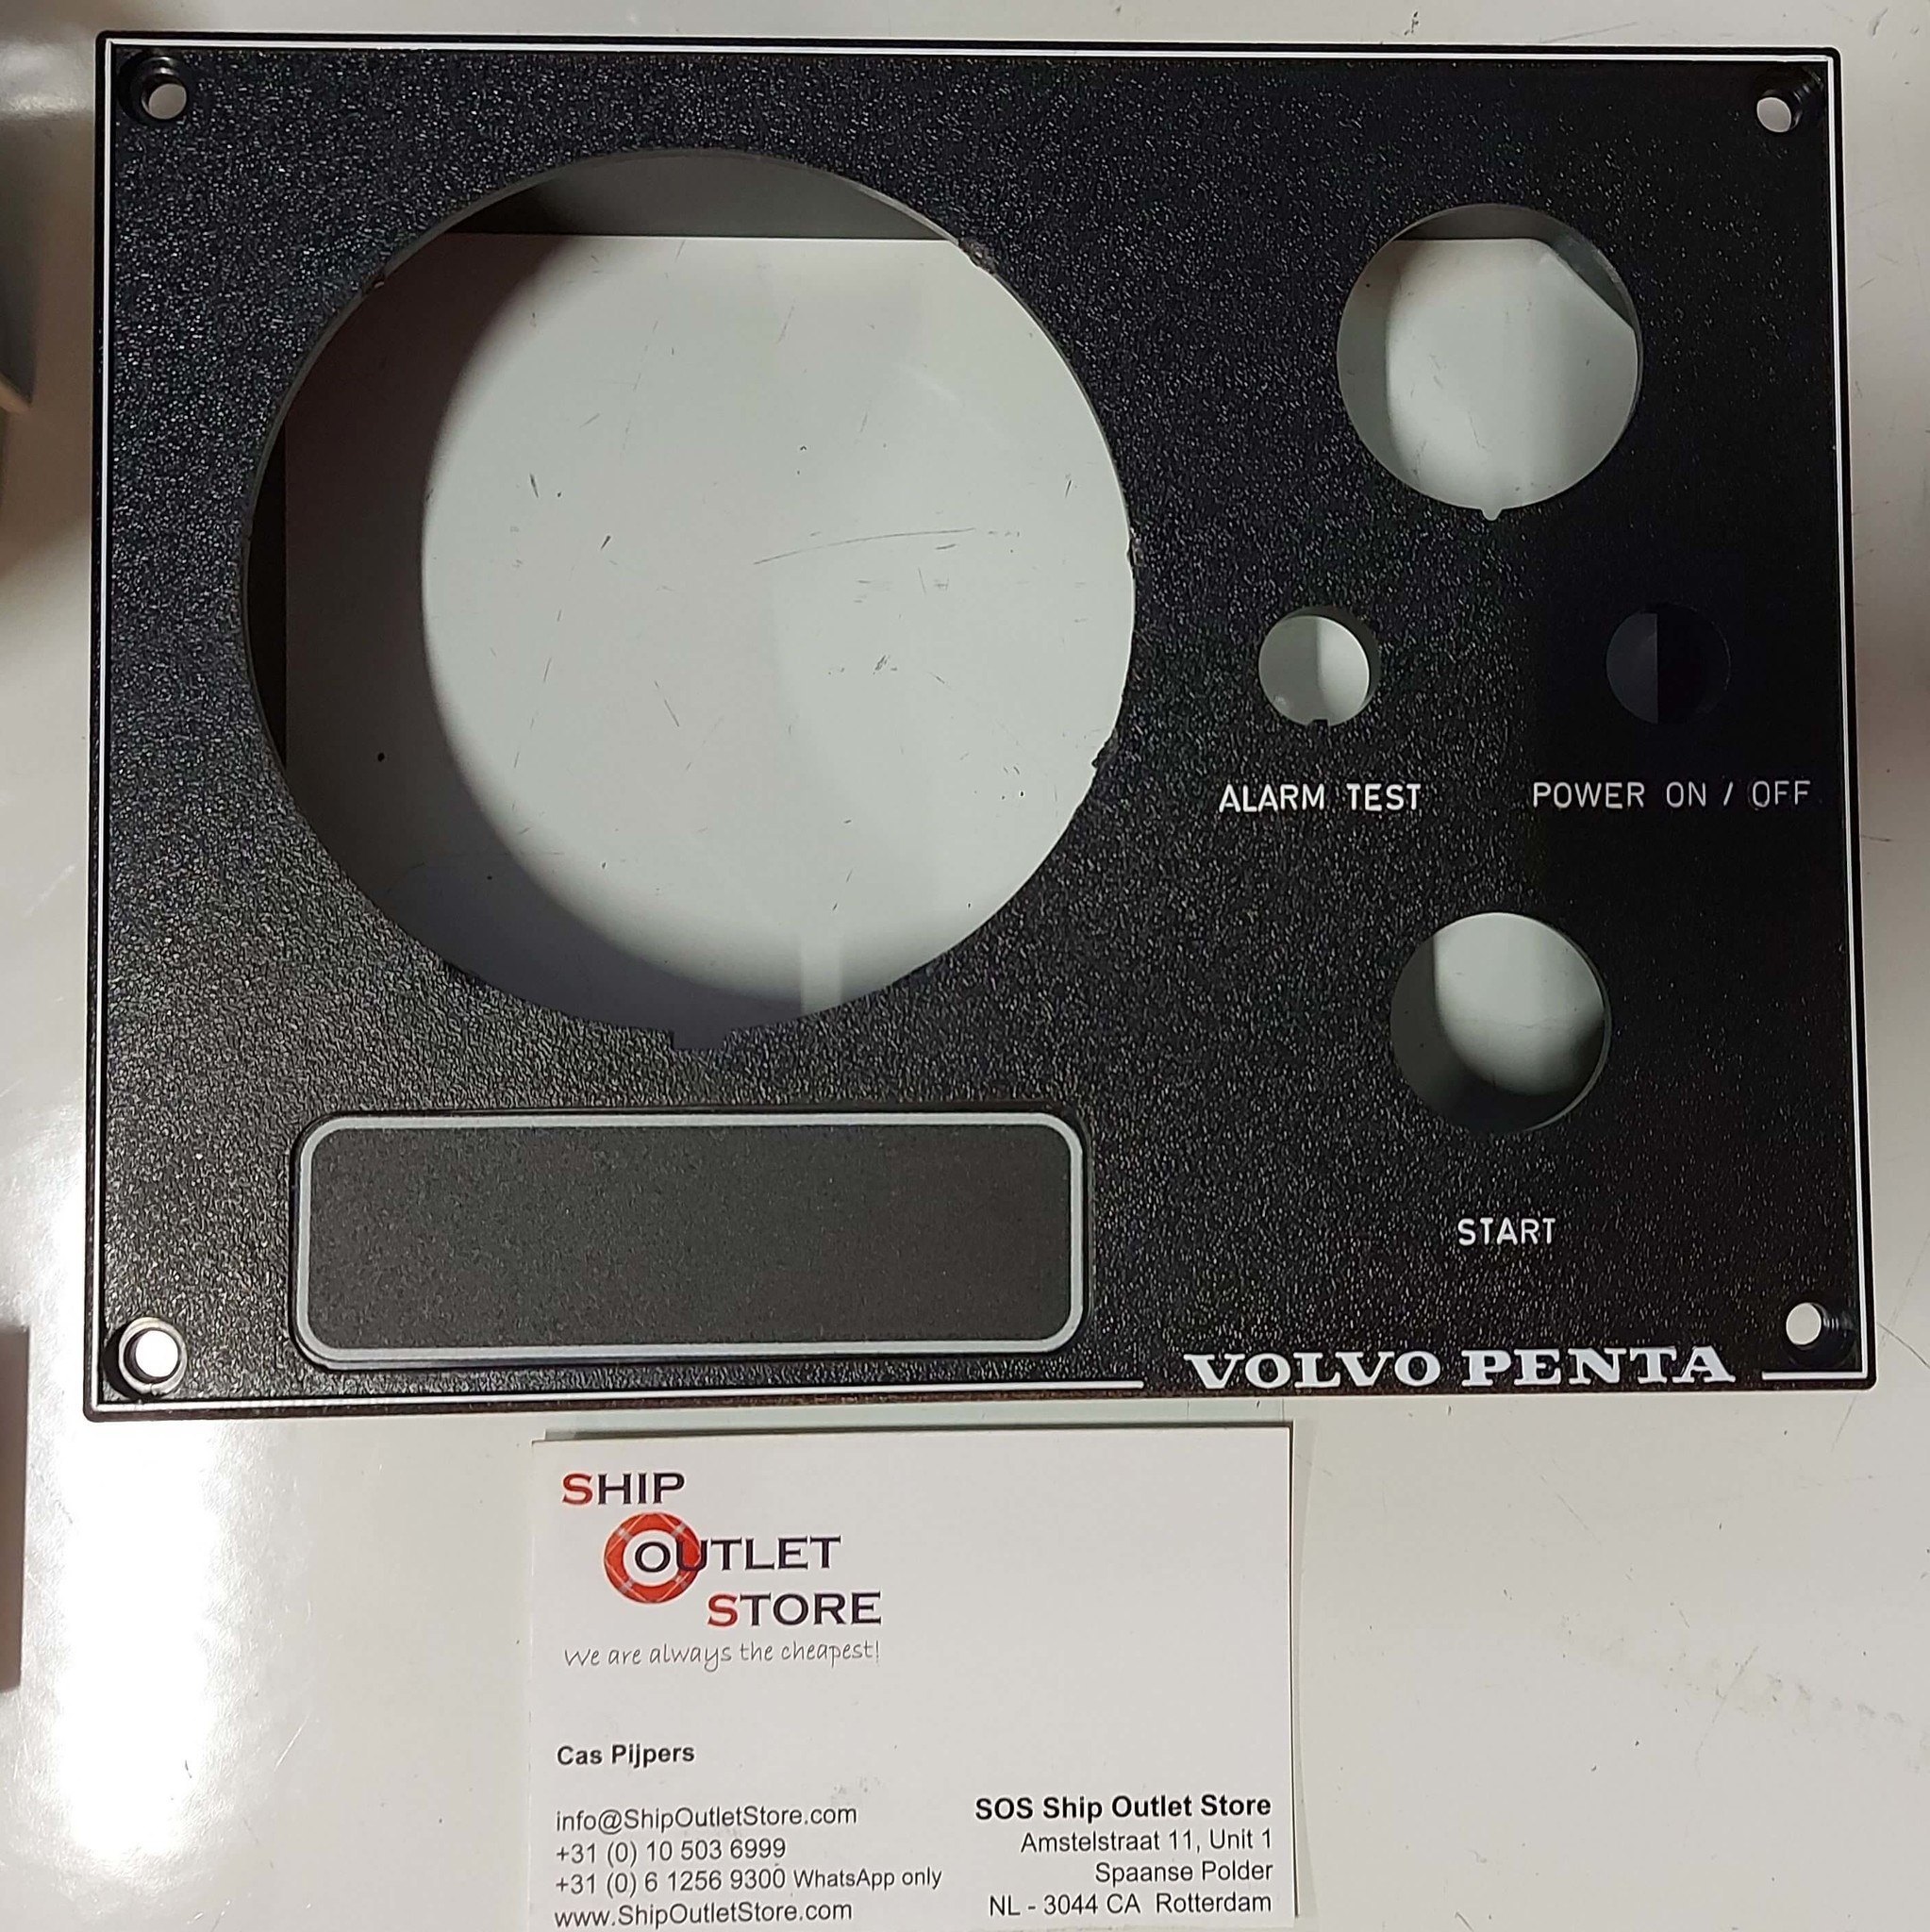 ALARM TEST
POWER ON / OFF
START
VOLVO PENTA
SHIP
OUTLET
STORE
We are always the cheapest!
Cas Pijpers
info@ShipOutletStore.com
+31 (0) 10 503 6999
+31 (0) 6 1256 9300 WhatsApp only
www.ShipOutletStore.com
SOS Ship Outlet Store
Amstelstraat 11, Unit 1
Spaanse Polder
NL - 3044 CA Rotterdam